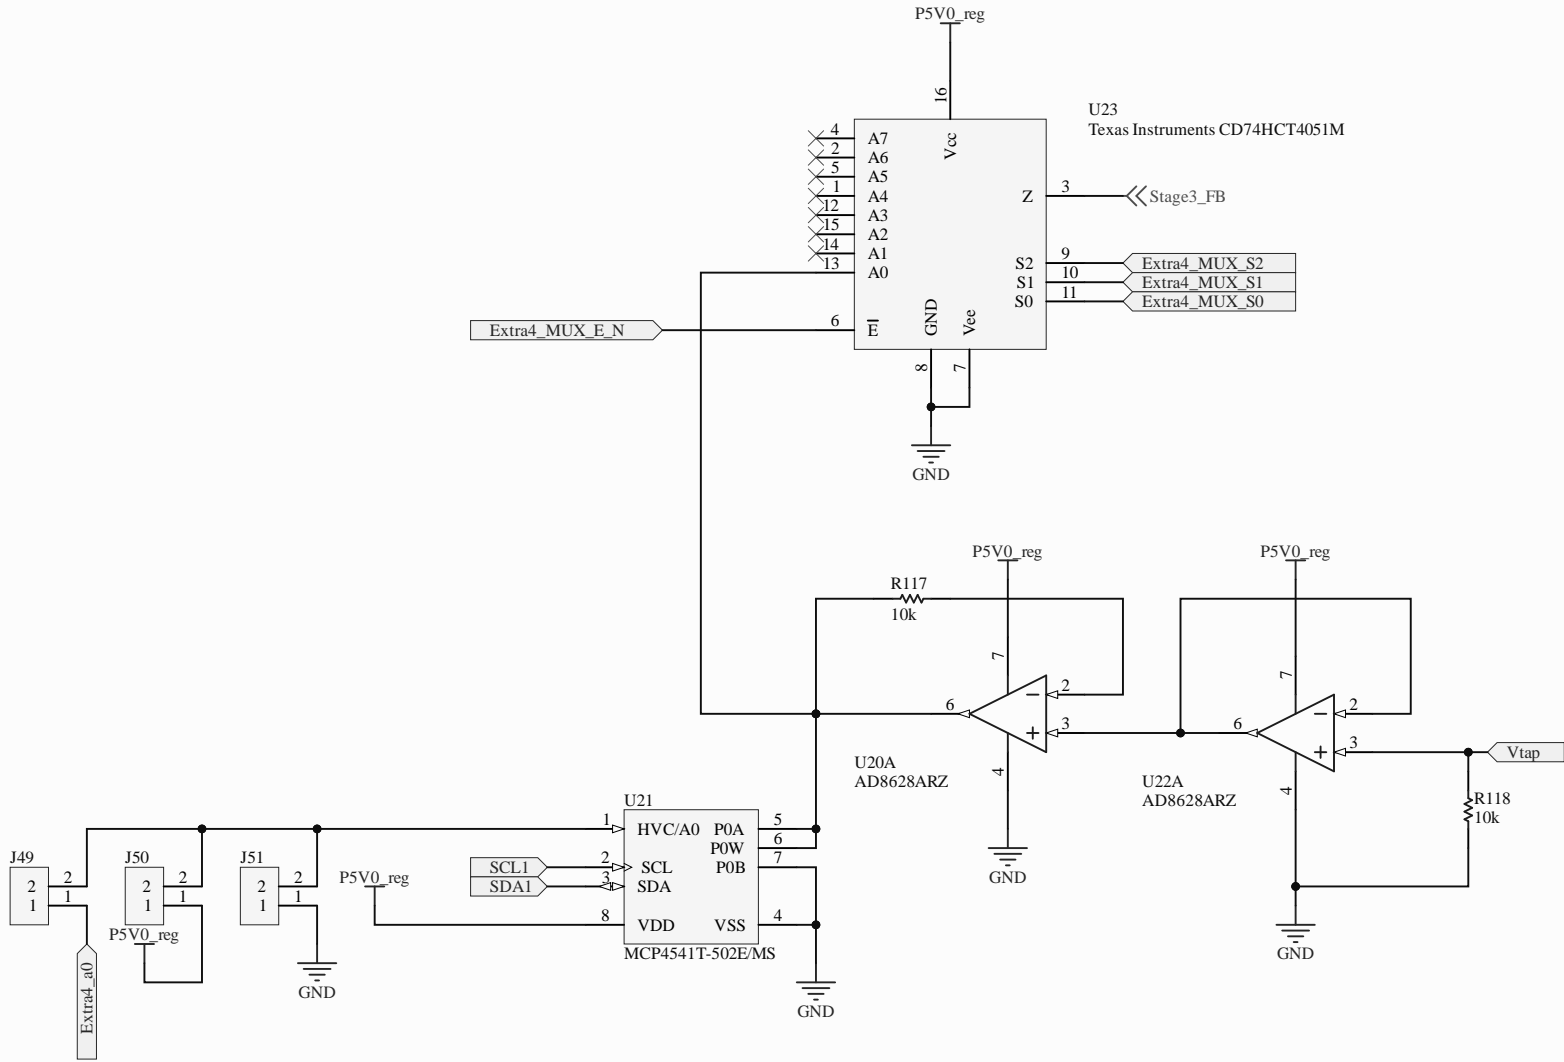 P5V0_reg
16
U23
Texas Instruments CD74HCT4051M
Vcc
4 A7
2 A6
5 A5
1 A4
12 A3
15 A2
14 A1
13 A0
Z 3 Stage3_FB
S2 9 Extra4_MUX_S2
S1 10 Extra4_MUX_S1
S0 11 Extra4_MUX_S0
Extra4_MUX_E_N 6 E
GND Vee
8 7
GND
P5V0_reg
P5V0_reg
R117
10k
7
7
2
−
3
+
6
2
−
3
+
6
Vtap
4
4
U20A
AD8628ARZ
U22A
AD8628ARZ
R118
10k
GND
GND
U21
1 HVC/A0 P0A 5
P0W 6
2 SCL P0B 7
3 SDA
8 VDD VSS 4
MCP4541T-502E/MS
SCL1
SDA1
P5V0_reg
GND
J49
2 2
1 1
Extra4_a0
J50
2 2
1 1
P5V0_reg
J51
2 2
1 1
GND